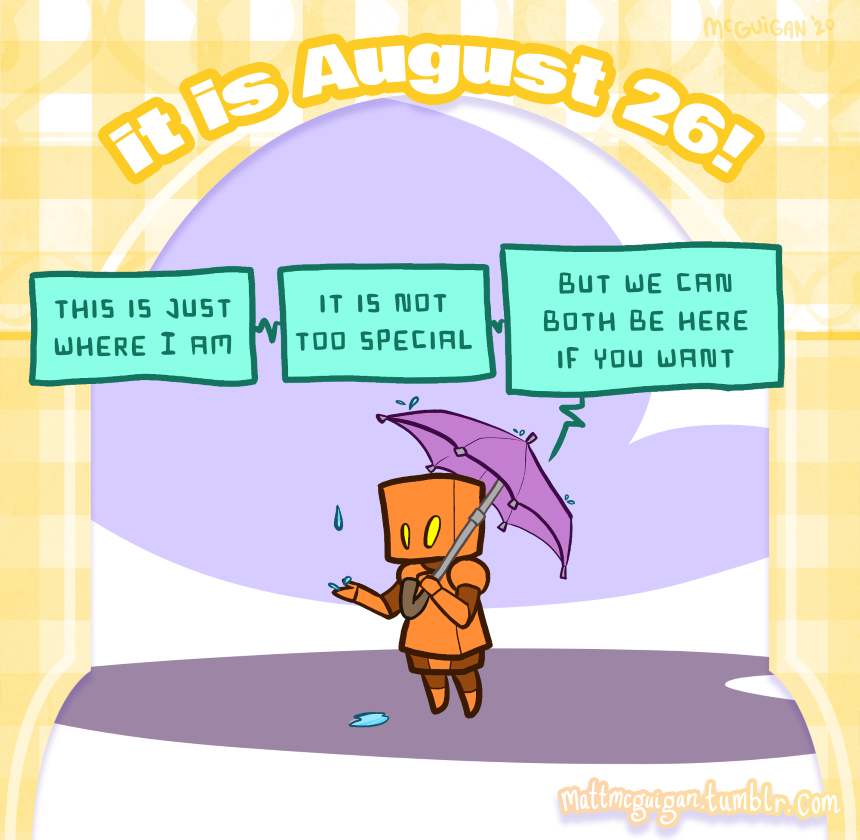 McGUiGAN '20
it is August 26!
THIS IS JUST
WHERE I AM
IT IS NOT
TOO SPECIAL
BUT WE CAN
BOTH BE HERE
IF YOU WANT
mattmcguigan.tumblr.com